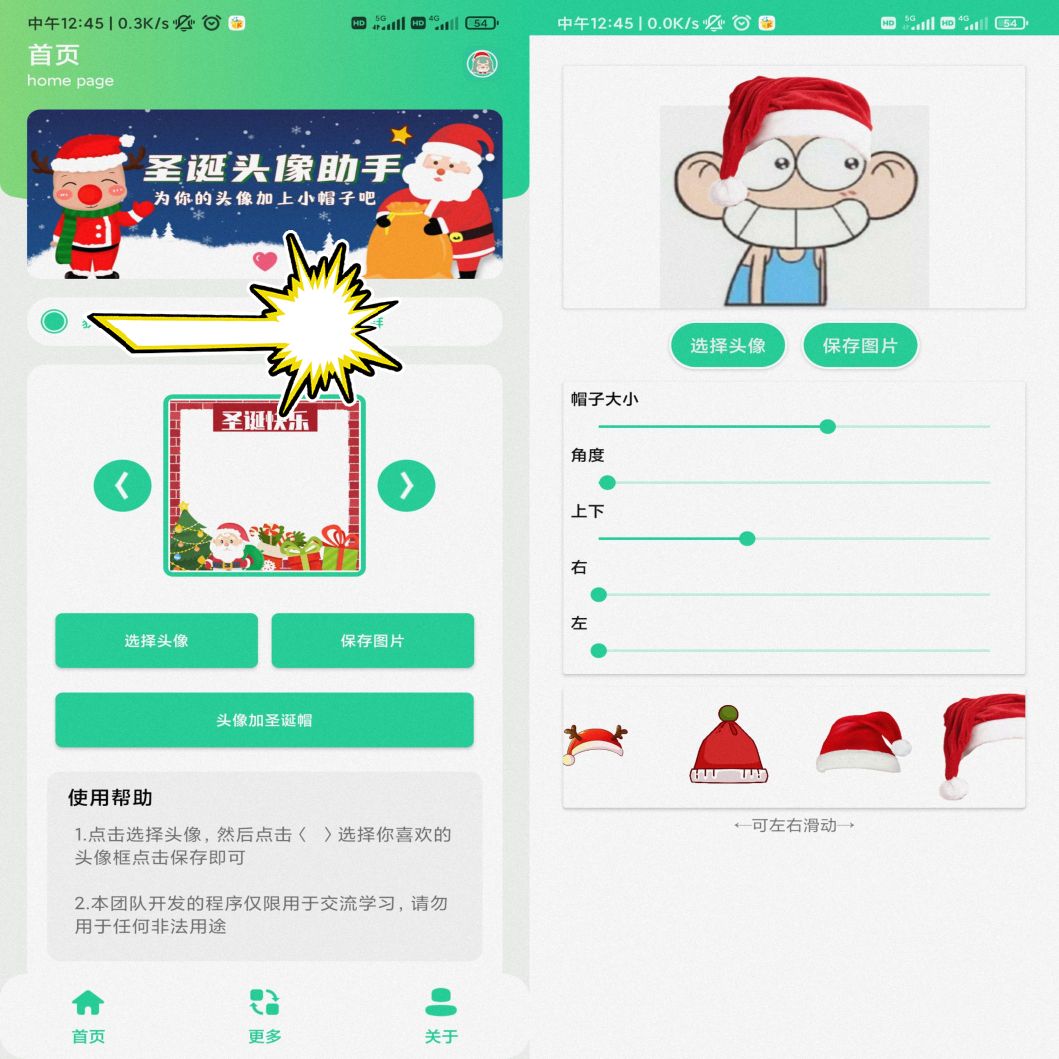 中午12:45 | 0.3K/s
HD 5G HD 4G 54
首页
home page
圣诞头像助手
为你的头像加上小帽子吧
圣诞快乐
选择头像
保存图片
头像加圣诞帽
使用帮助
1.点击选择头像，然后点击〈 〉选择你喜欢的
头像框点击保存即可
2.本团队开发的程序仅限用于交流学习，请勿
用于任何非法用途
首页
更多
关于
中午12:45 | 0.0K/s
HD 5G HD 4G 54
选择头像
保存图片
帽子大小
角度
上下
右
左
←可左右滑动→